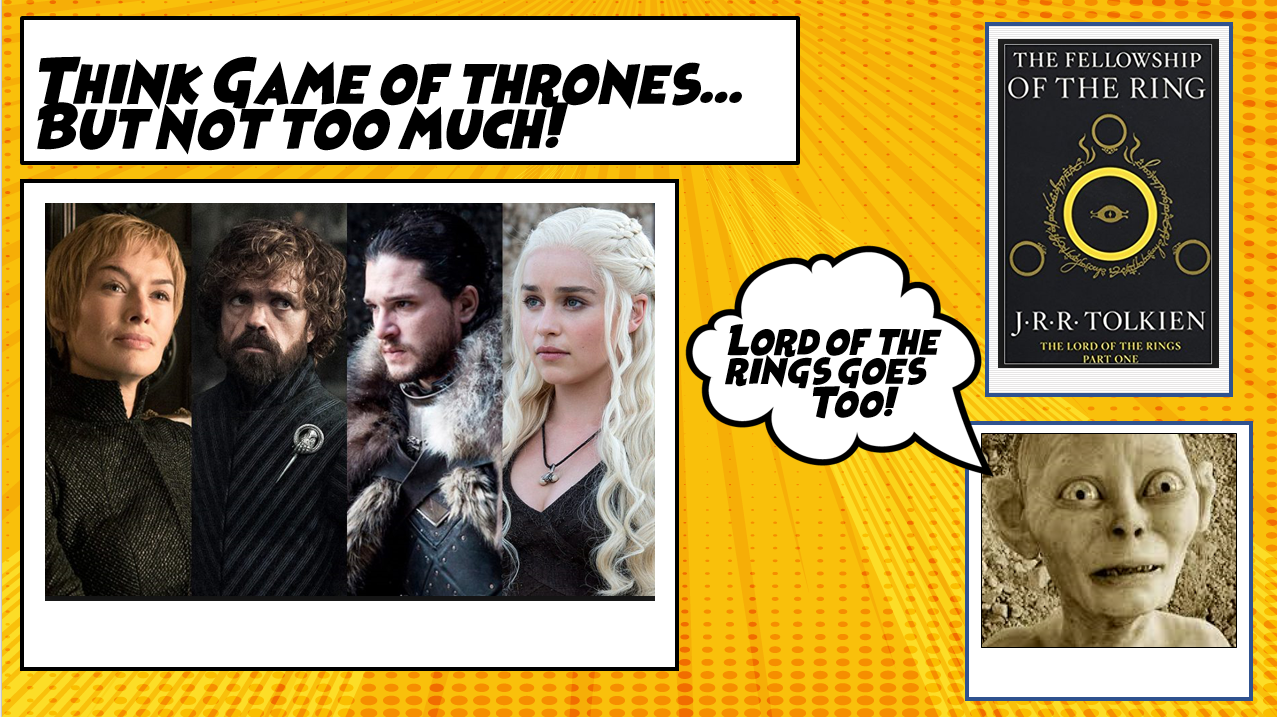 Think Game of thrones...
But not too much!
Lord of the
rings goes
Too!
THE FELLOWSHIP
OF THE RING
J·R·R· TOLKIEN
THE LORD OF THE RINGS
PART ONE